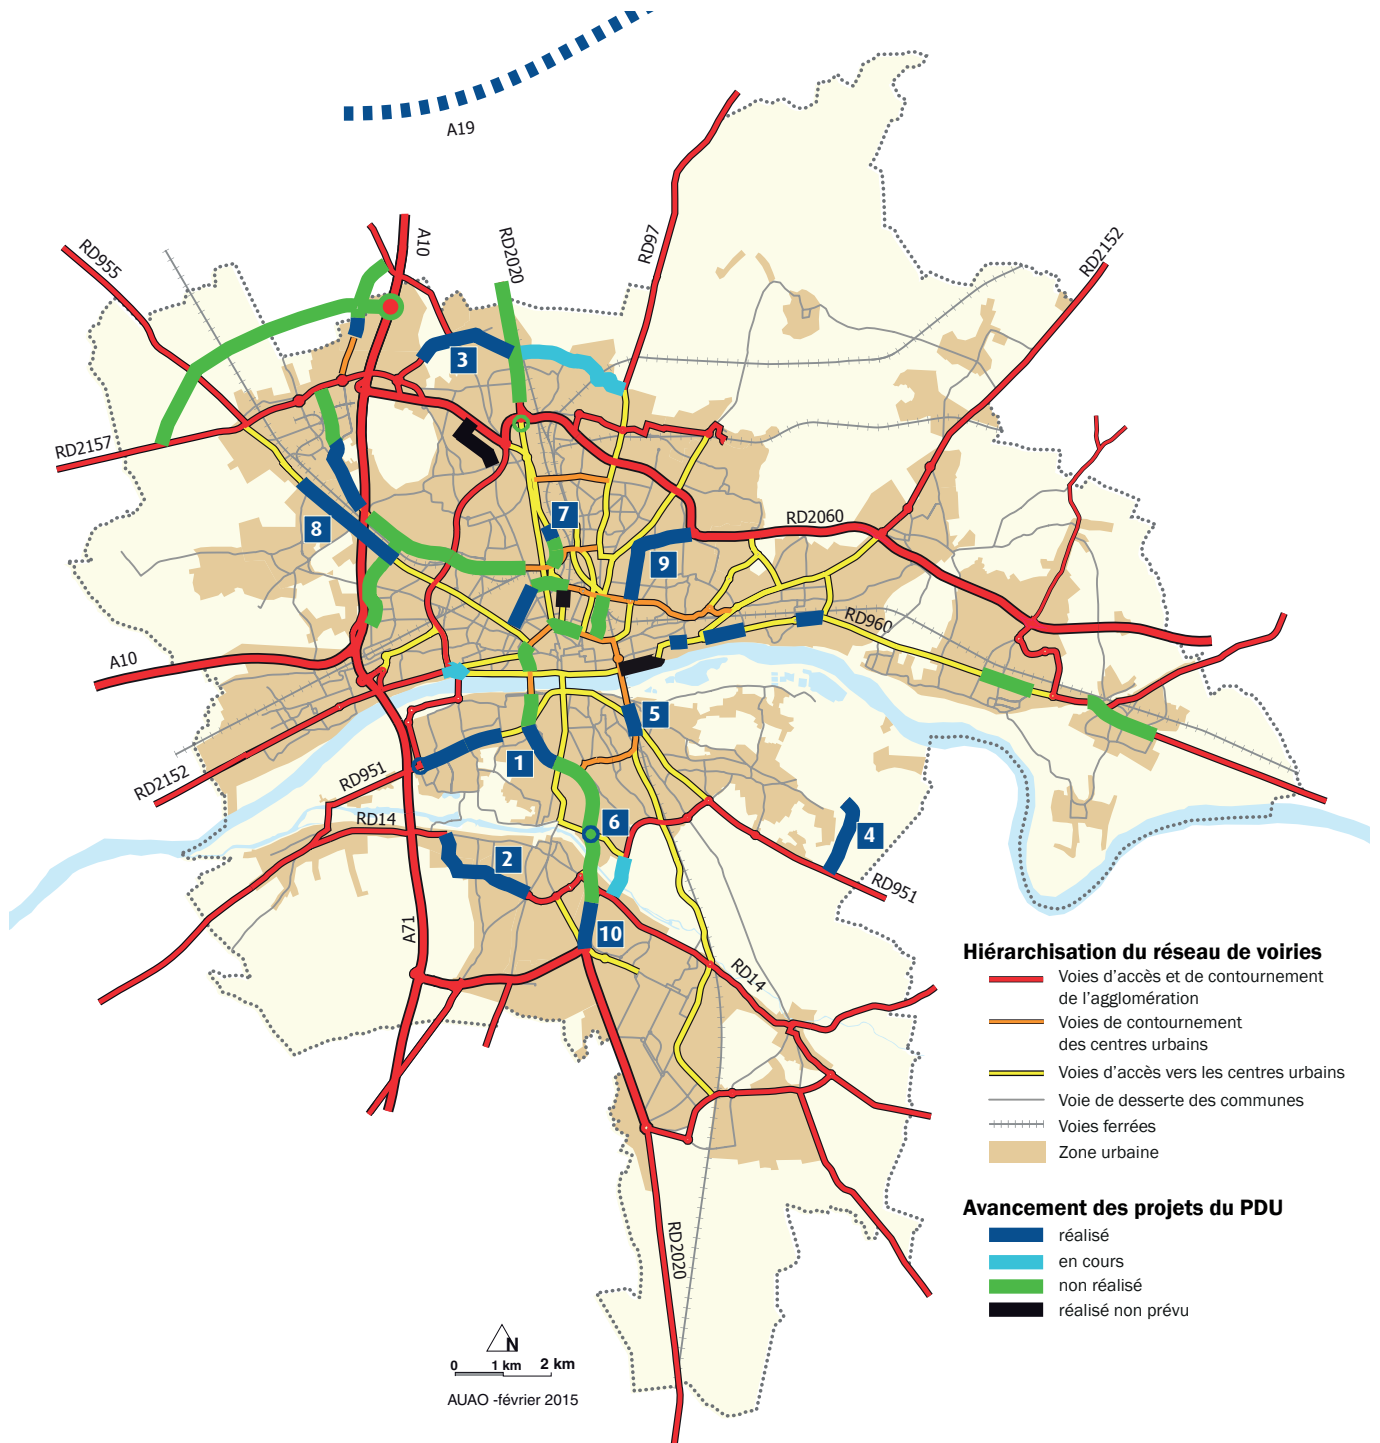 A19
RD955
A10
RD2020
RD97
RD2152
3
RD2157
7
8
RD2060
9
RD960
A10
5
1
RD2152
RD951
RD14
6
4
2
RD951
A71
10
RD14
RD2020
Hiérarchisation du réseau de voiries
Voies d'accès et de contournement
de l'agglomération
Voies de contournement
des centres urbains
Voies d'accès vers les centres urbains
Voie de desserte des communes
Voies ferrées
Zone urbaine
Avancement des projets du PDU
réalisé
en cours
non réalisé
réalisé non prévu
N
0 1 km 2 km
AUAO -février 2015